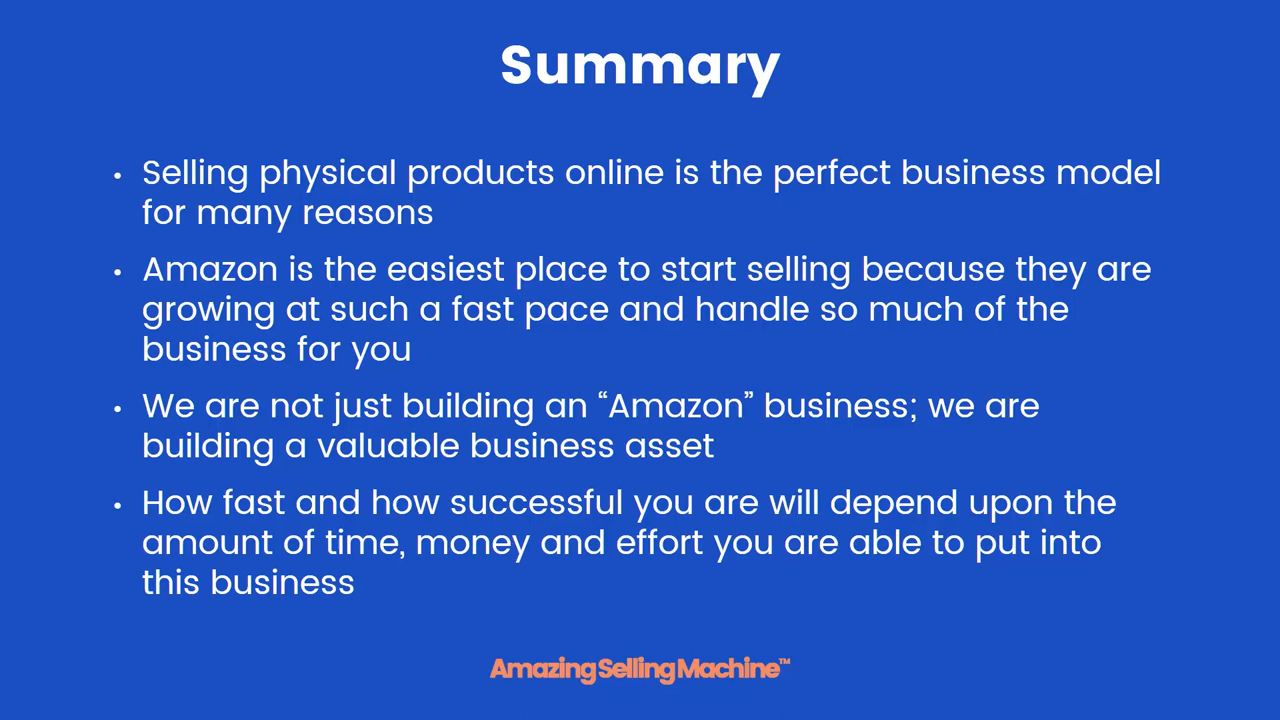 Summary
• Selling physical products online is the perfect business model
for many reasons
• Amazon is the easiest place to start selling because they are
growing at such a fast pace and handle so much of the
business for you
• We are not just building an “Amazon” business; we are
building a valuable business asset
• How fast and how successful you are will depend upon the
amount of time, money and effort you are able to put into
this business
Amazing Selling Machine™